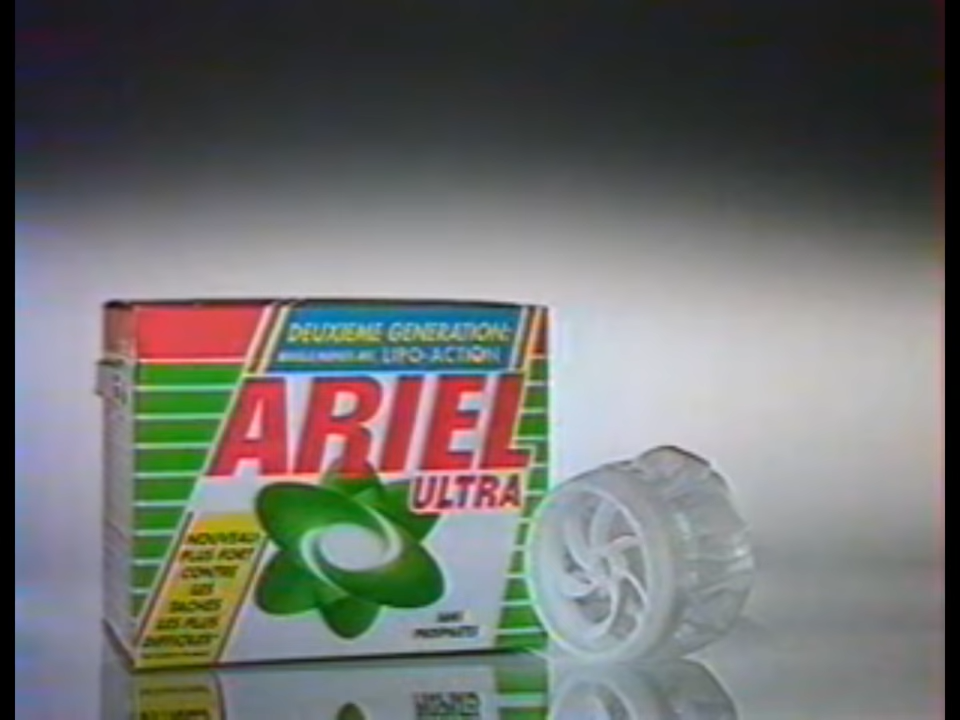 DEUXIEME GENERATION:
LIPO-ACTION
ARIEL
ULTRA
NOUVEAU
PLUS FORT
CONTRE
LES
TACHES
LES PLUS
DIFFICILES*
SANS
PHOSPHATES